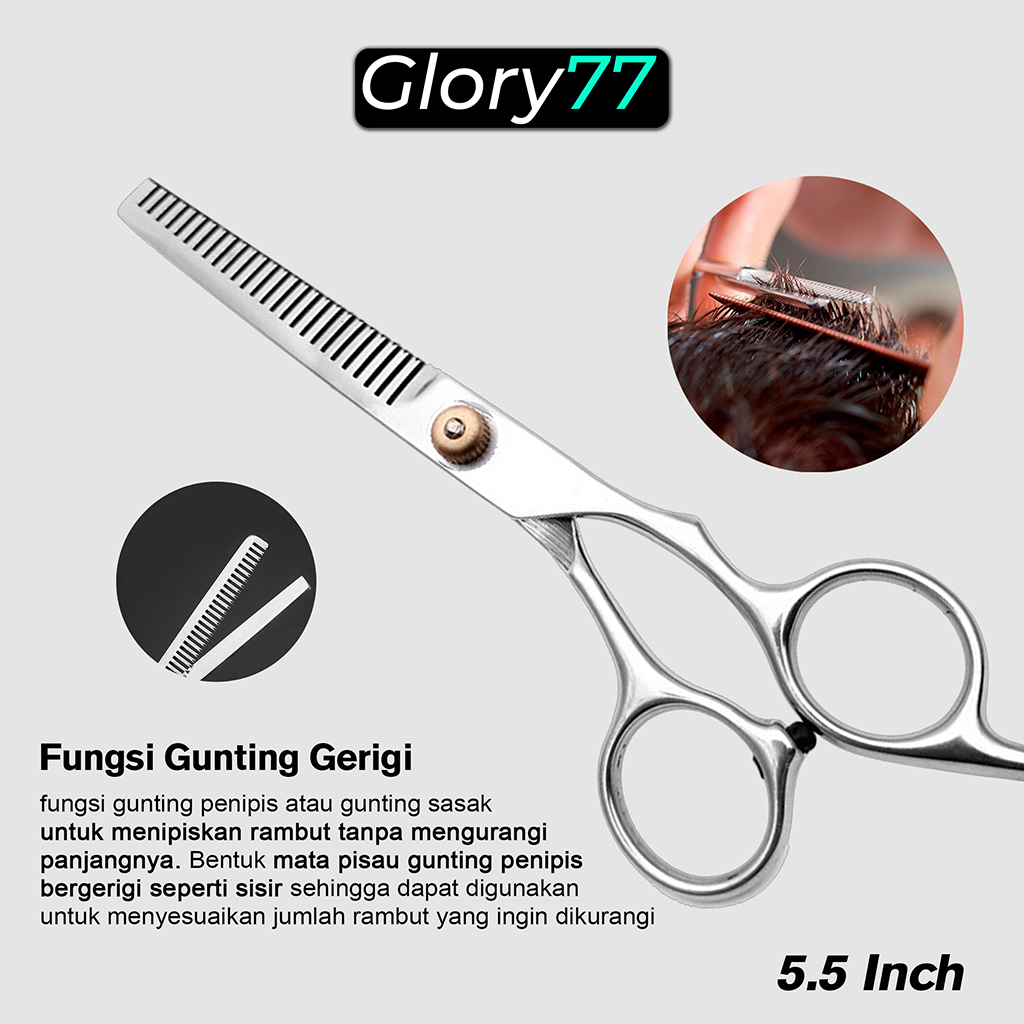 Glory77
Fungsi Gunting Gerigi
fungsi gunting penipis atau gunting sasak
untuk menipiskan rambut tanpa mengurangi
panjangnya. Bentuk mata pisau gunting penipis
bergerigi seperti sisir sehingga dapat digunakan
untuk menyesuaikan jumlah rambut yang ingin dikurangi
5.5 Inch